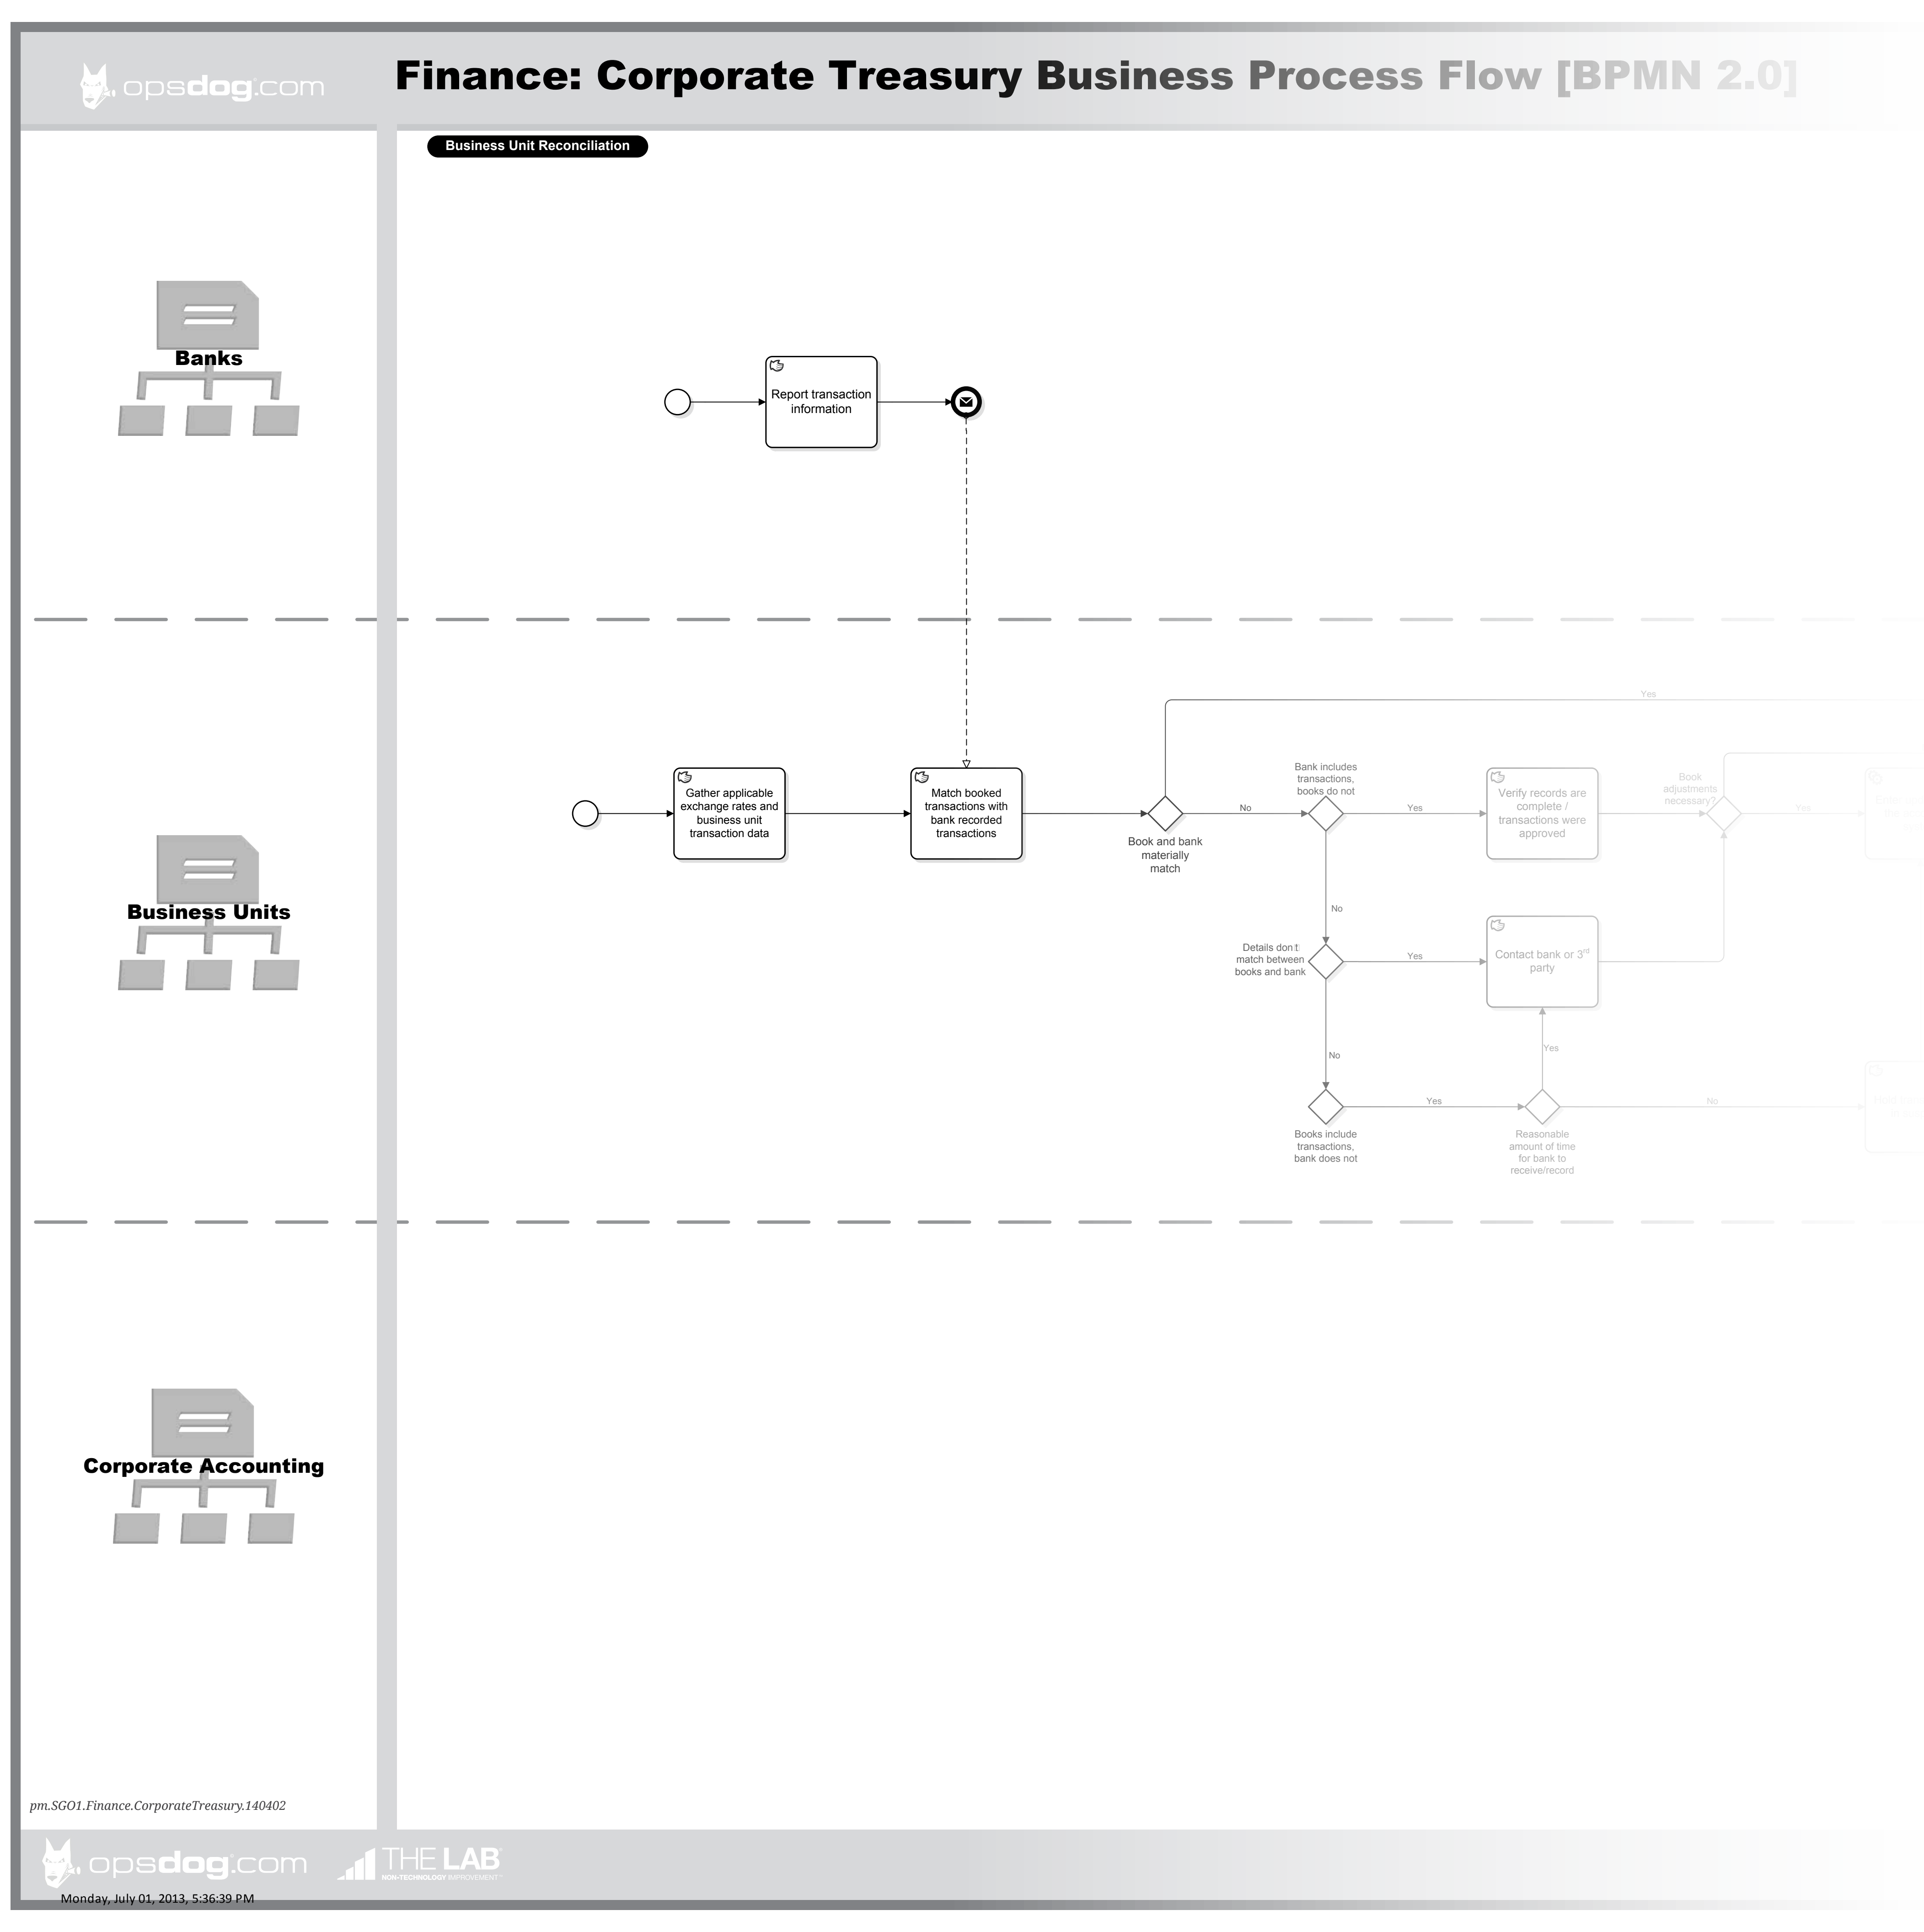 opsdog.com
Finance: Corporate Treasury Business Process Flow [BPMN 2.0]
Business Unit Reconciliation
Banks
Report transaction
information
Yes
Gather applicable
exchange rates and
business unit
transaction data
Match booked
transactions with
bank recorded
transactions
Book and bank
materially
match
No
Bank includes
transactions,
books do not
Yes
Verify records are
complete /
transactions were
approved
Book
adjustments
necessary?
Yes
Business Units
No
Details don t
match between
books and bank
Yes
Contact bank or 3rd
party
No
Yes
Books include
transactions,
bank does not
Yes
Reasonable
amount of time
for bank to
receive/record
No
Corporate Accounting
pm.SGO1.Finance.CorporateTreasury.140402
opsdog.com
THE LAB
NON-TECHNOLOGY IMPROVEMENT
Monday, July 01, 2013, 5:36:39 PM